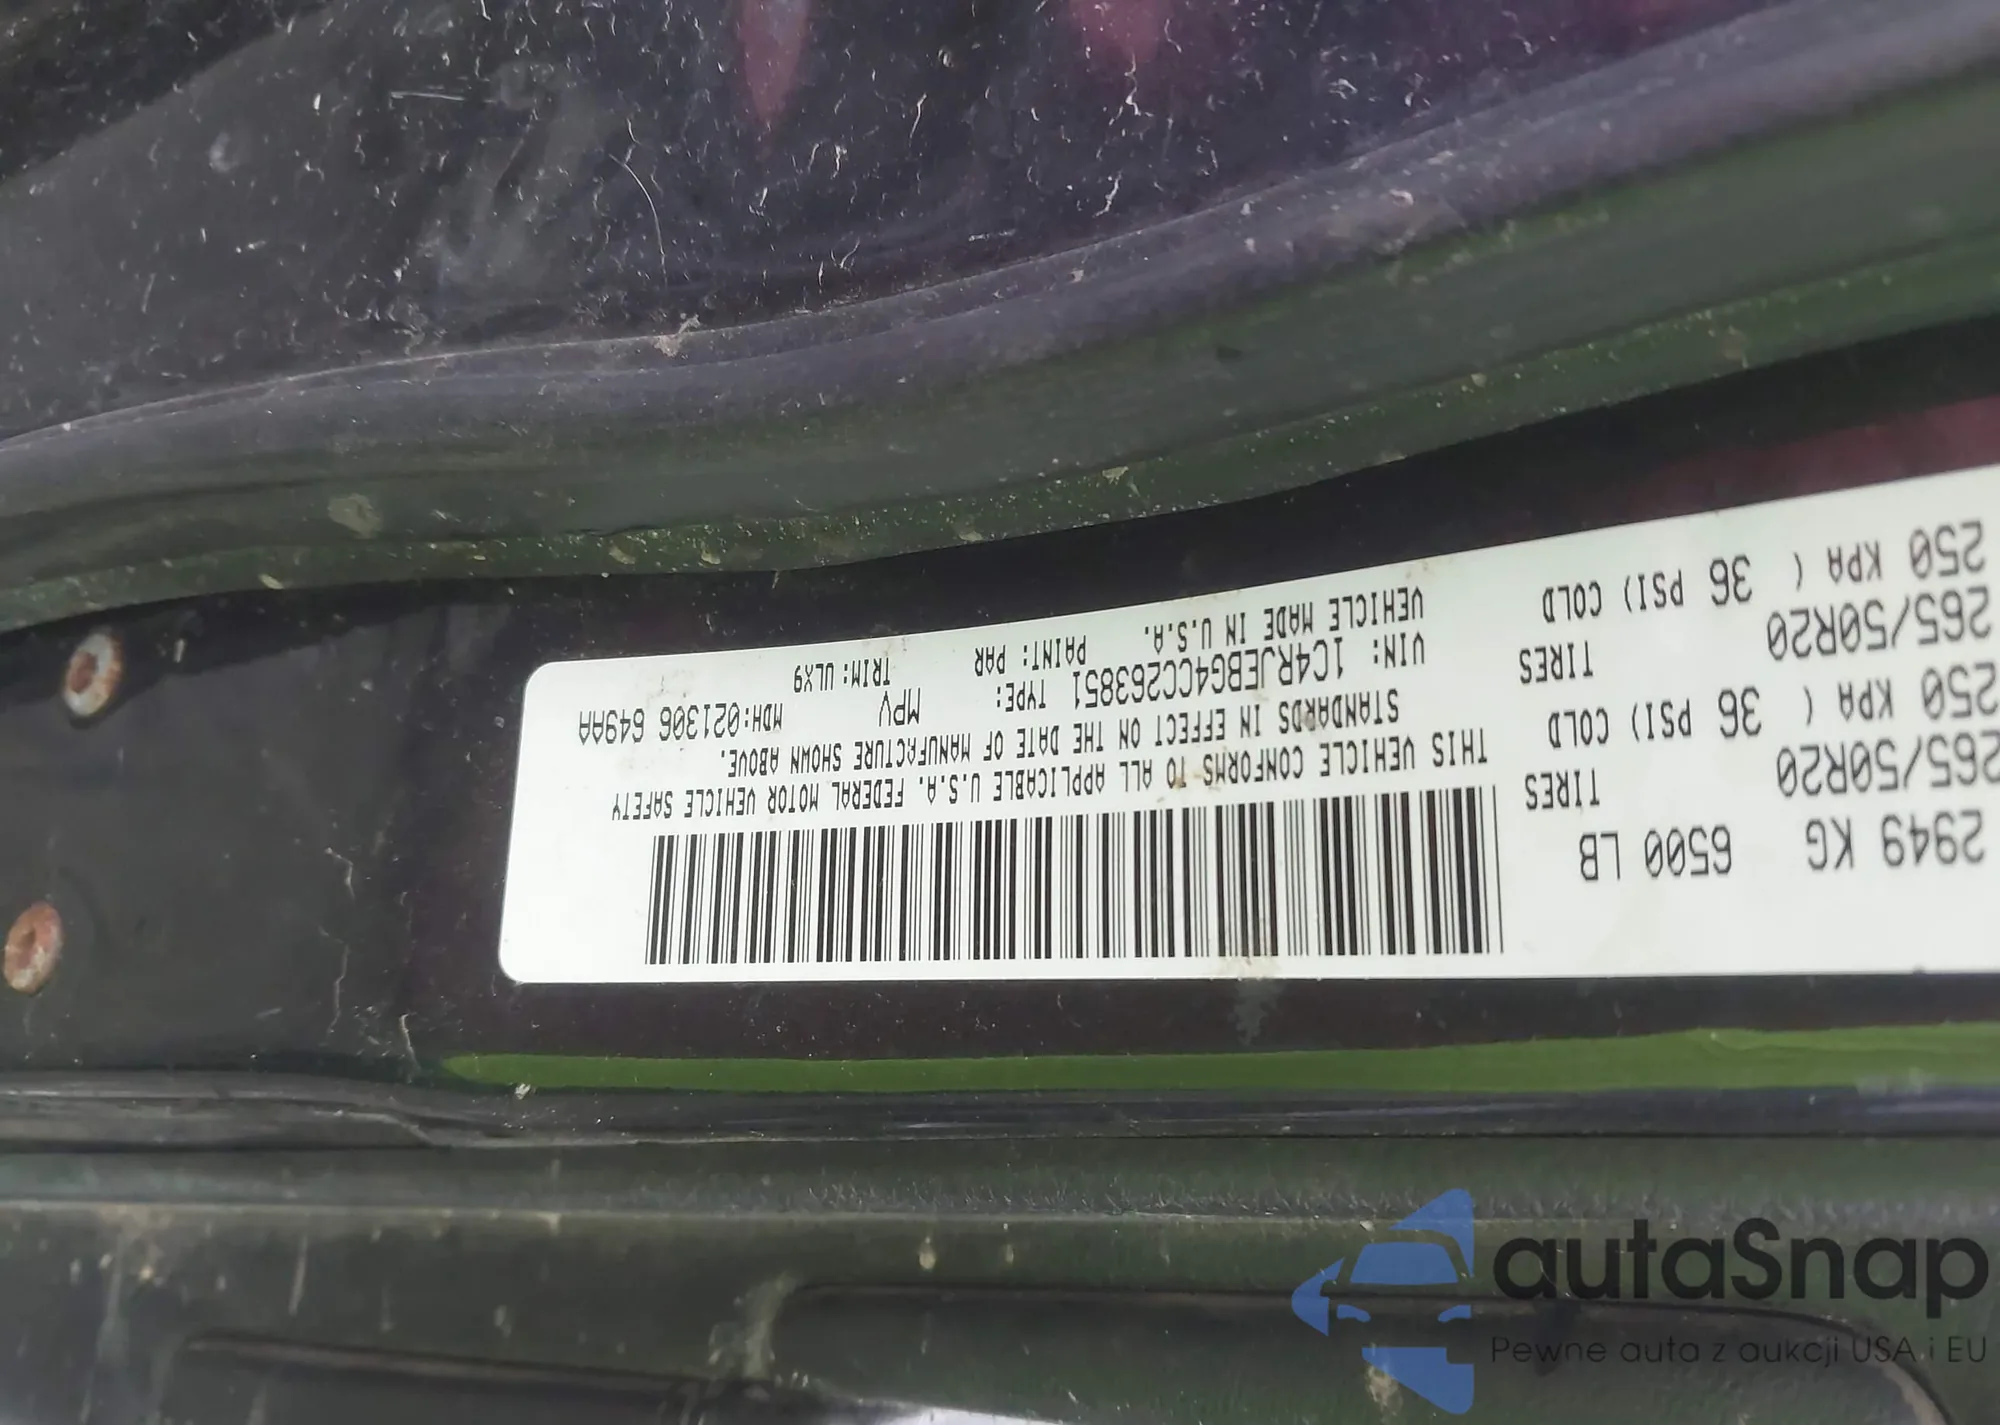 2949 KG 6500 LB
265/50R20 TIRES
250 KPA ( 36 PSI) COLD
265/50R20 TIRES
250 KPA ( 36 PSI) COLD
THIS VEHICLE CONFORMS TO ALL APPLICABLE U.S.A. FEDERAL MOTOR VEHICLE SAFETY
STANDARDS IN EFFECT ON THE DATE OF MANUFACTURE SHOWN ABOVE.
VIN: 1C4RJEBG4CC263851 TYPE: MPV MDH:021306 649AA
VEHICLE MADE IN U.S.A. PAINT: PAR TRIM: ULX9
autaSnap
Pewne auta z aukcji USA i EU